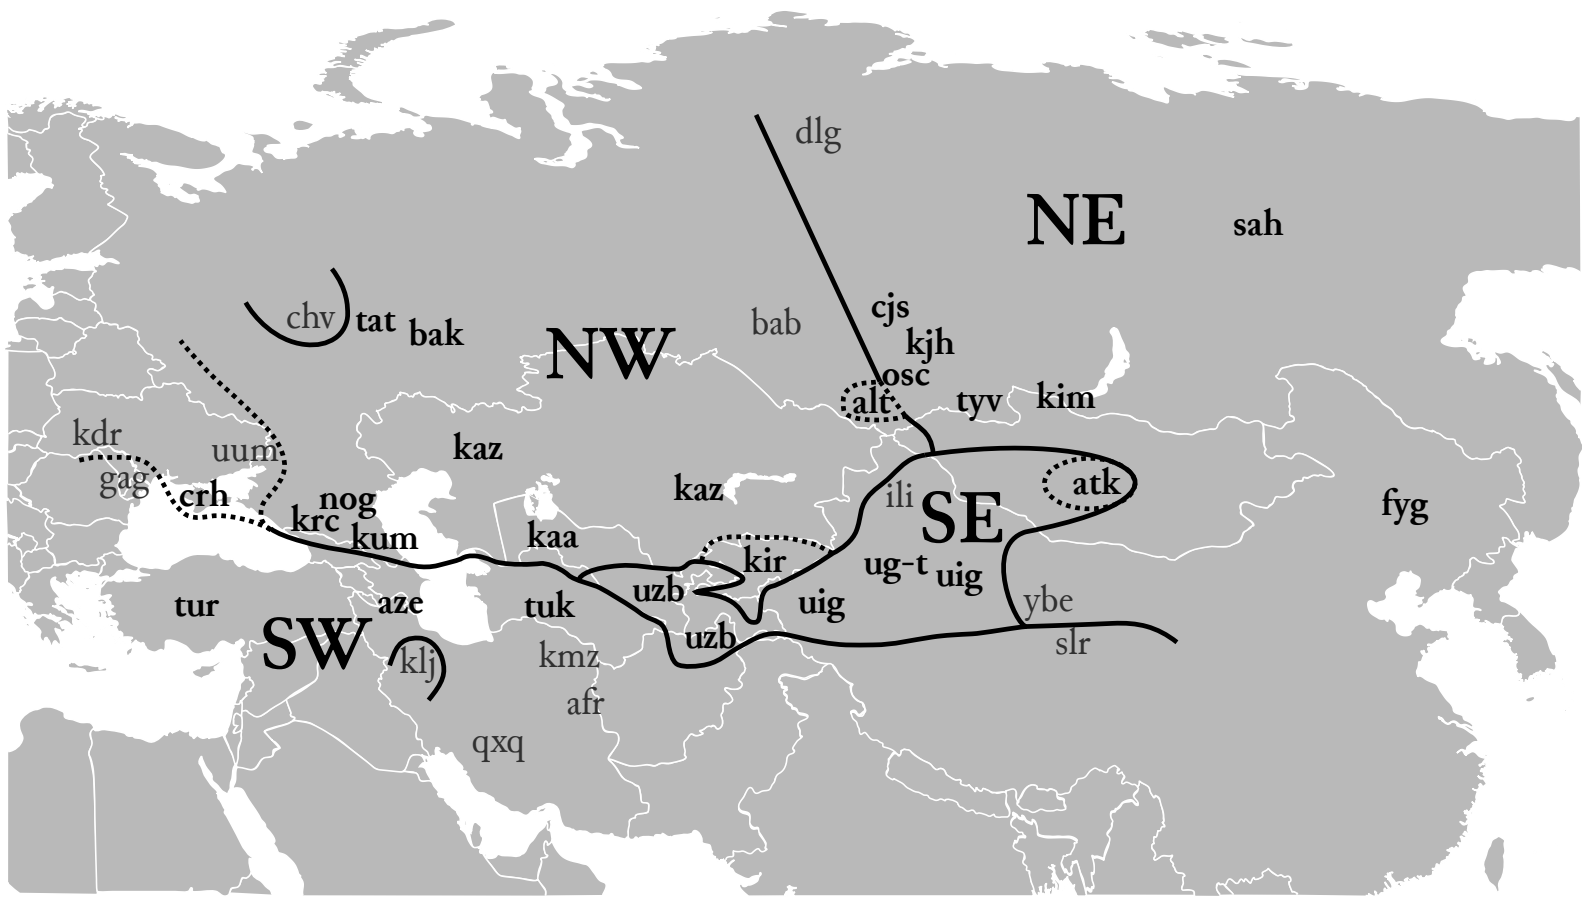 dlg
NE
sah
cjs
chv
tat
bak
bab
kjh
NW
osc
alt
tyv
kim
kdr
uum
kaz
gag
crh
nog
kaz
ili
SE
atk
fyg
krc
kum
kaa
kir
ug-t
uig
tur
aze
tuk
uzb
uig
ybe
SW
klj
kmz
uzb
slr
afr
qxq